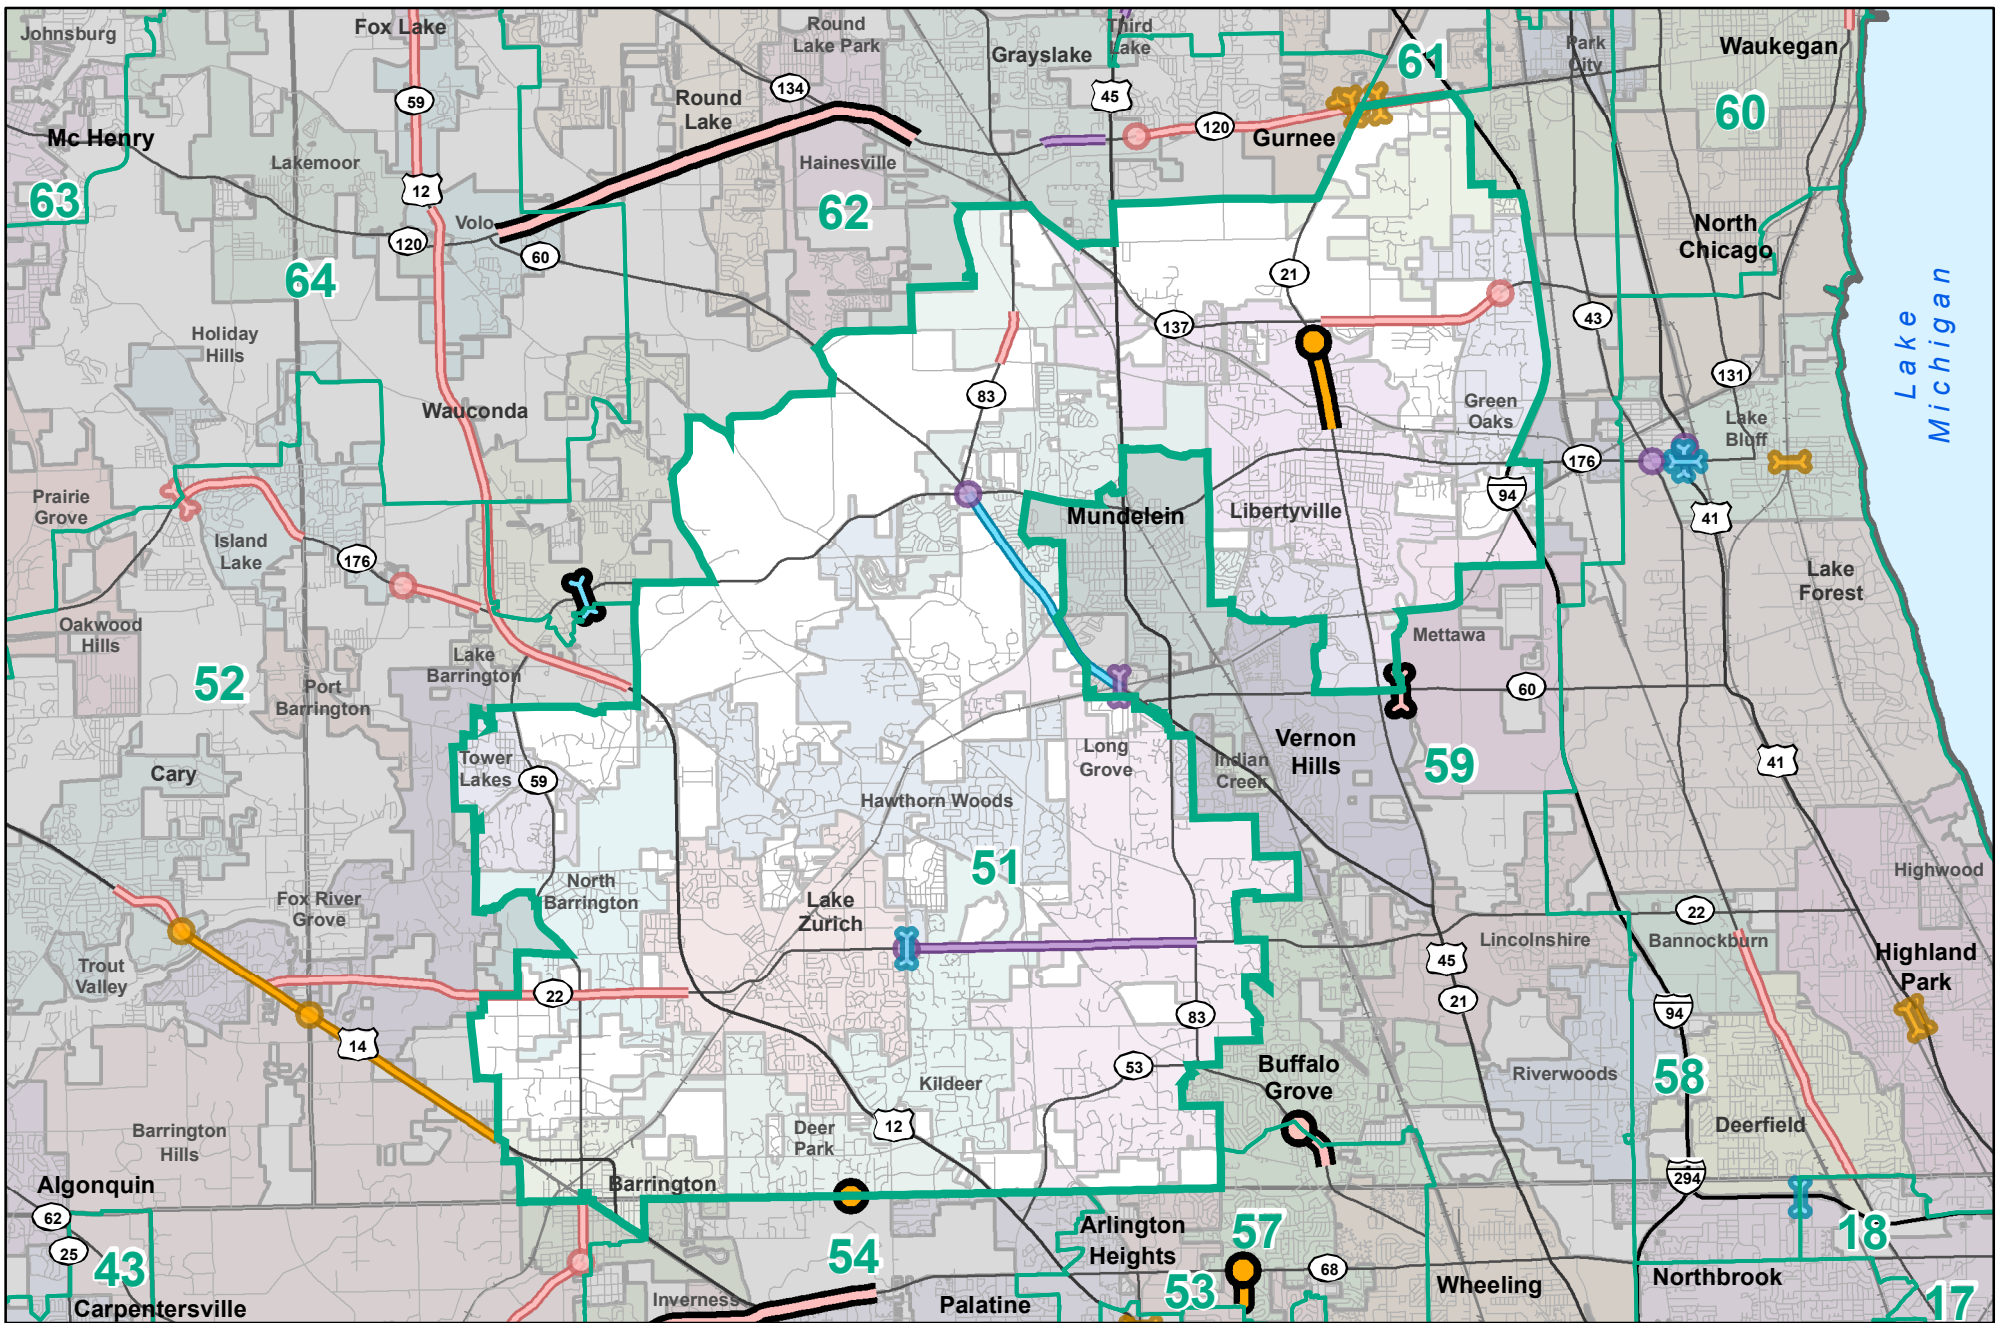 Johnsburg
Fox Lake
Round
Lake Park
Grayslake
Third
Lake
61
Park
City
Waukegan
59
134
45
Round
Lake
120
Gurnee
60
Mc Henry
Lakemoor
Hainesville
63
12
62
Volo
120
60
North
Chicago
64
21
Lake
Michigan
Holiday
Hills
137
43
131
83
Wauconda
Green
Oaks
Lake
Bluff
176
94
Prairie
Grove
Mundelein
Libertyville
41
Island
Lake
176
Lake
Forest
Oakwood
Hills
Mettawa
Lake
Barrington
52
Port
Barrington
60
Long
Grove
Vernon
Hills
Indian
Creek
59
41
Tower
Lakes
59
Cary
Hawthorn Woods
51
Highwood
North
Barrington
Fox River
Grove
Lake
Zurich
22
Lincolnshire
Bannockburn
Highland
Park
45
Trout
Valley
22
21
94
14
83
53
Buffalo
Grove
Kildeer
Riverwoods
58
Barrington
Hills
Deer
Park
12
Deerfield
Algonquin
Barrington
294
62
25
Arlington
Heights
57
18
43
54
68
Carpentersville
Inverness
Palatine
53
Wheeling
Northbrook
17